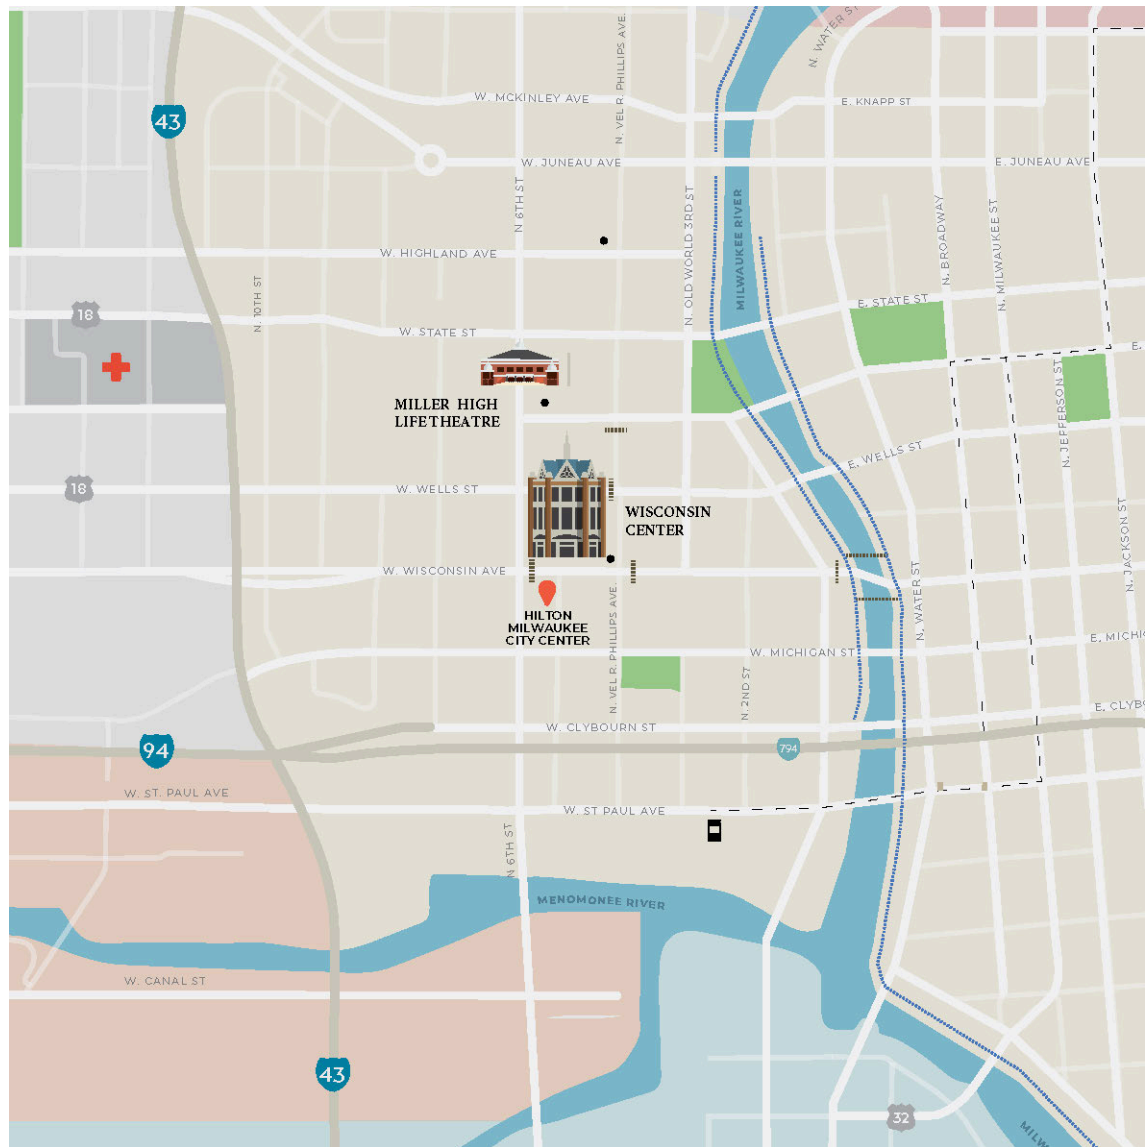 N. WATER ST
N. VEL R. PHILLIPS AVE.
W. MCKINLEY AVE
E. KNAPP ST
43
W. JUNEAU AVE
E. JUNEAU AVE
N 6TH ST
N. OLD WORLD 3RD ST
MILWAUKEE RIVER
N. BROADWAY
N. MILWAUKEE ST
W. HIGHLAND AVE
N. 10TH ST
18
E. STATE ST
W. STATE ST
E.
MILLER HIGH
LIFE THEATRE
N. JEFFERSON ST
E. WELLS ST
18
W. WELLS ST
WISCONSIN
CENTER
N. JACKSON ST
W. WISCONSIN AVE
N. WATER ST
HILTON
MILWAUKEE
CITY CENTER
N. VEL R. PHILLIPS AVE.
W. MICHIGAN ST
E. MICHIG
N. 2ND ST
E. CLYBO
W. CLYBOURN ST
94
794
W. ST. PAUL AVE
W. ST PAUL AVE
N 6TH ST
MENOMONEE RIVER
W. CANAL ST
43
32
MILW